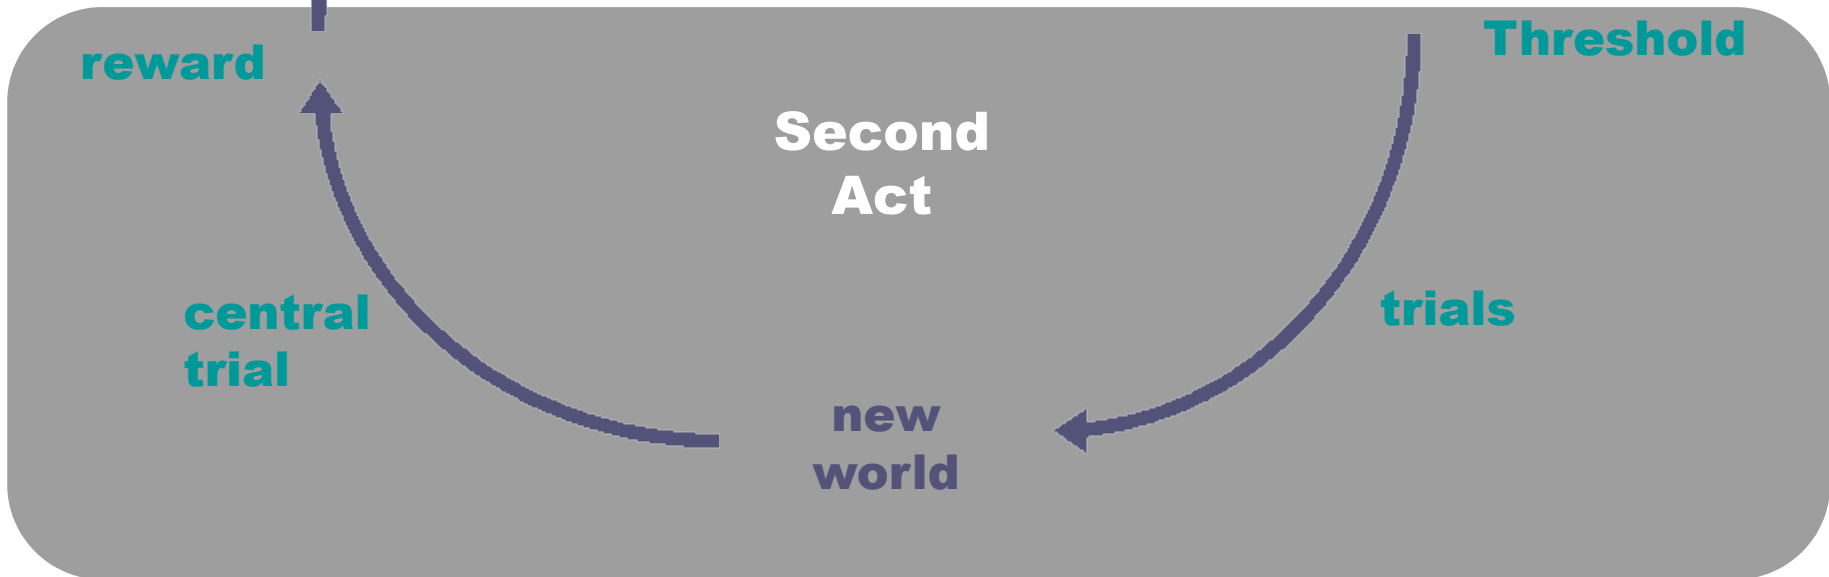 reward
Threshold
Second
Act
central
trial
trials
new
world